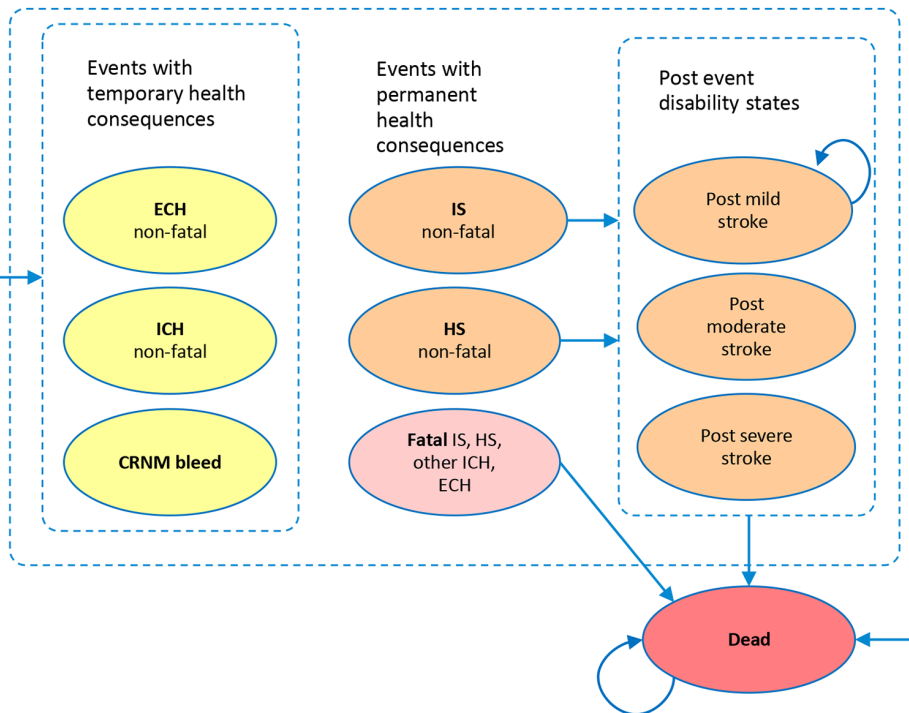 Events with
temporary health
consequences
ECH
non-fatal
ICH
non-fatal
CRNM bleed
Events with
permanent
health
consequences
IS
non-fatal
HS
non-fatal
Fatal IS, HS,
other ICH,
ECH
Post event
disability states
Post mild
stroke
Post
moderate
stroke
Post severe
stroke
Dead